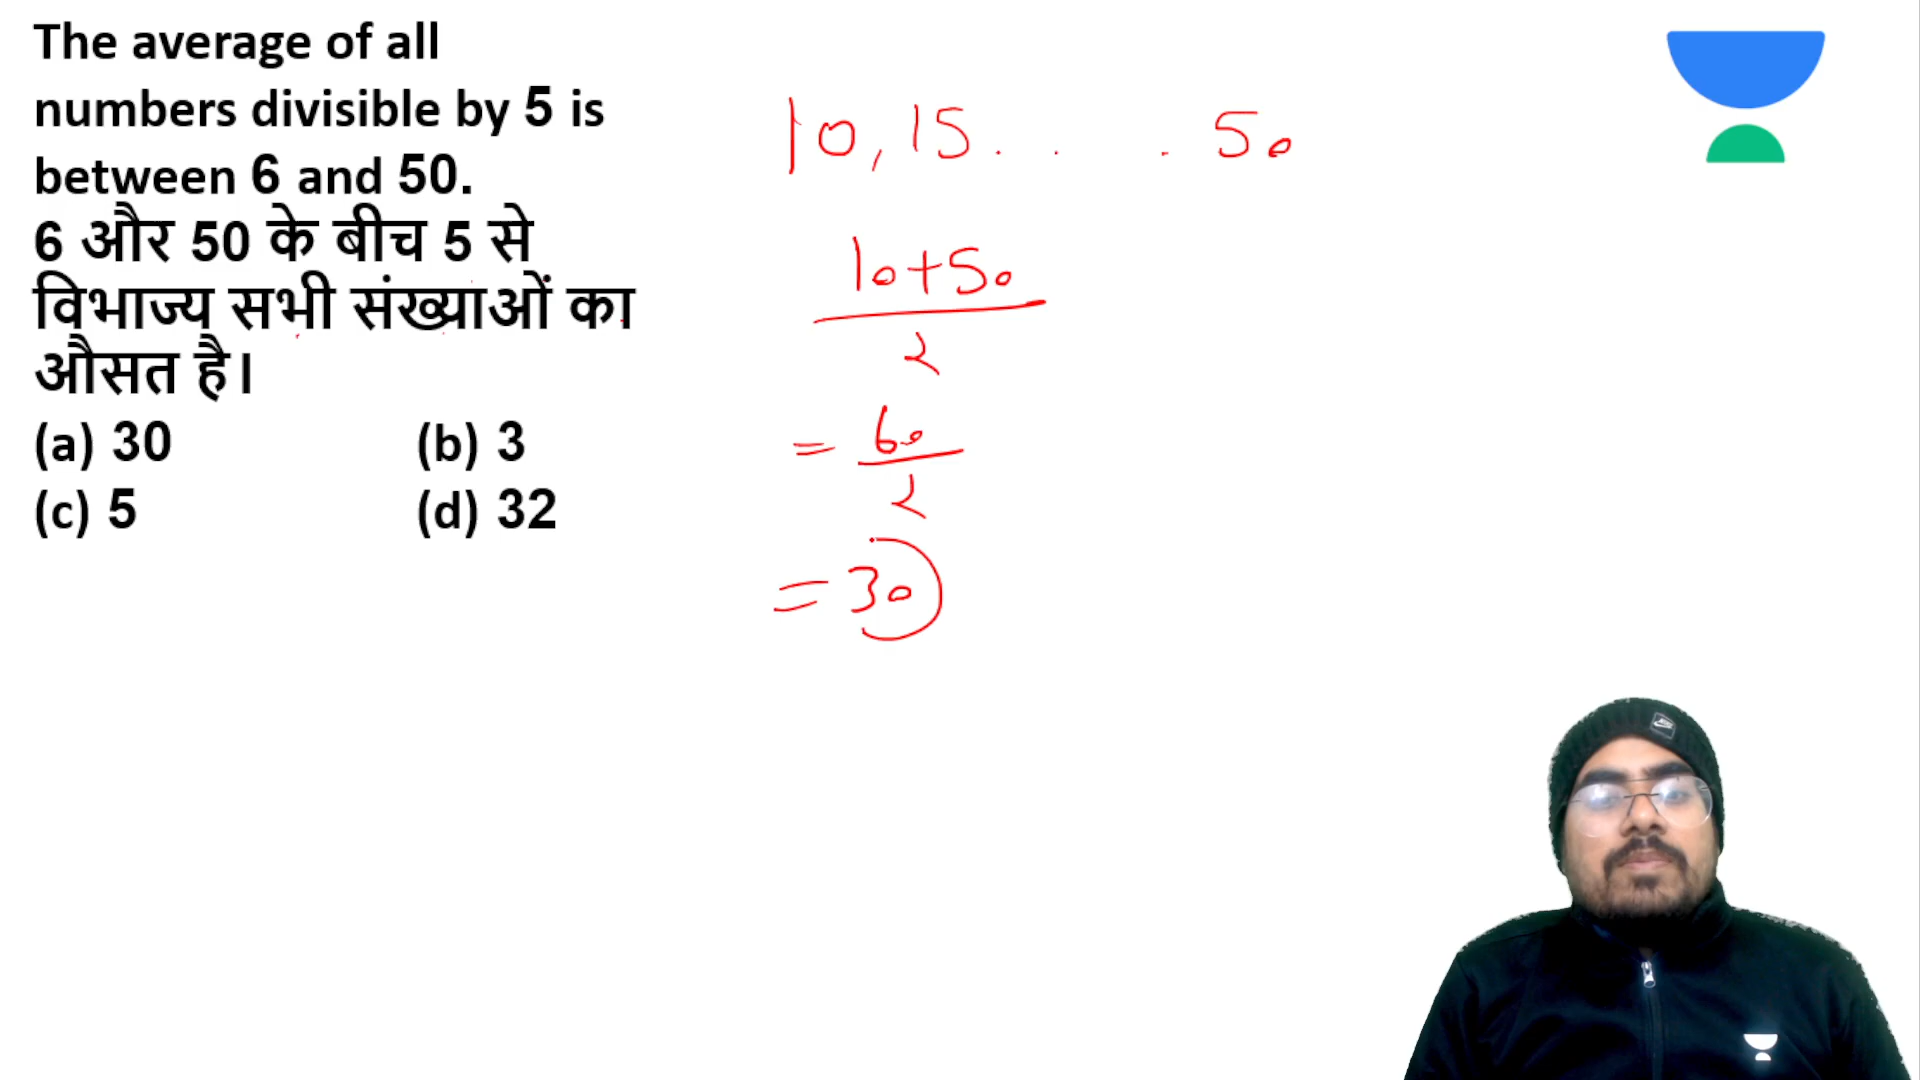 The average of all
numbers divisible by 5 is
between 6 and 50.
6 और 50 के बीच 5 से
विभाज्य सभी संख्याओं का
औसत है।
(a) 30 (b) 3
(c) 5 (d) 32
10, 15 . . . 50
10+50
2
= 60
2
= 30